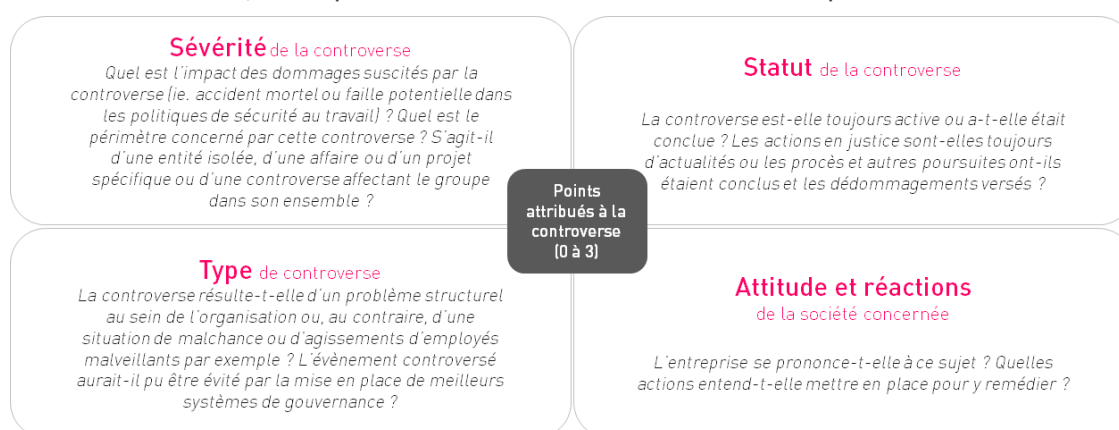 Sévérité de la controverse
Quel est l'impact des dommages suscités par la
controverse (ie. accident mortel ou faille potentielle dans
les politiques de sécurité au travail) ? Quel est le
périmètre concerné par cette controverse ? S'agit-il
d'une entité isolée, d'une affaire ou d'un projet
spécifique ou d'une controverse affectant le groupe
dans son ensemble ?
Statut de la controverse
La controverse est-elle toujours active ou a-t-elle était
conclue ? Les actions en justice sont-elles toujours
d'actualités ou les procès et autres poursuites ont-ils
étaient conclus et les dédommagements versés ?
Points
attribués à la
controverse
(0 à 3)
Type de controverse
La controverse résulte-t-elle d'un problème structurel
au sein de l'organisation ou, au contraire, d'une
situation de malchance ou d'agissements d'employés
malveillants par exemple ? L'évènement controversé
aurait-il pu être évité par la mise en place de meilleurs
systèmes de gouvernance ?
Attitude et réactions
de la société concernée
L'entreprise se prononce-t-elle à ce sujet ? Quelles
actions entend-t-elle mettre en place pour y remédier ?